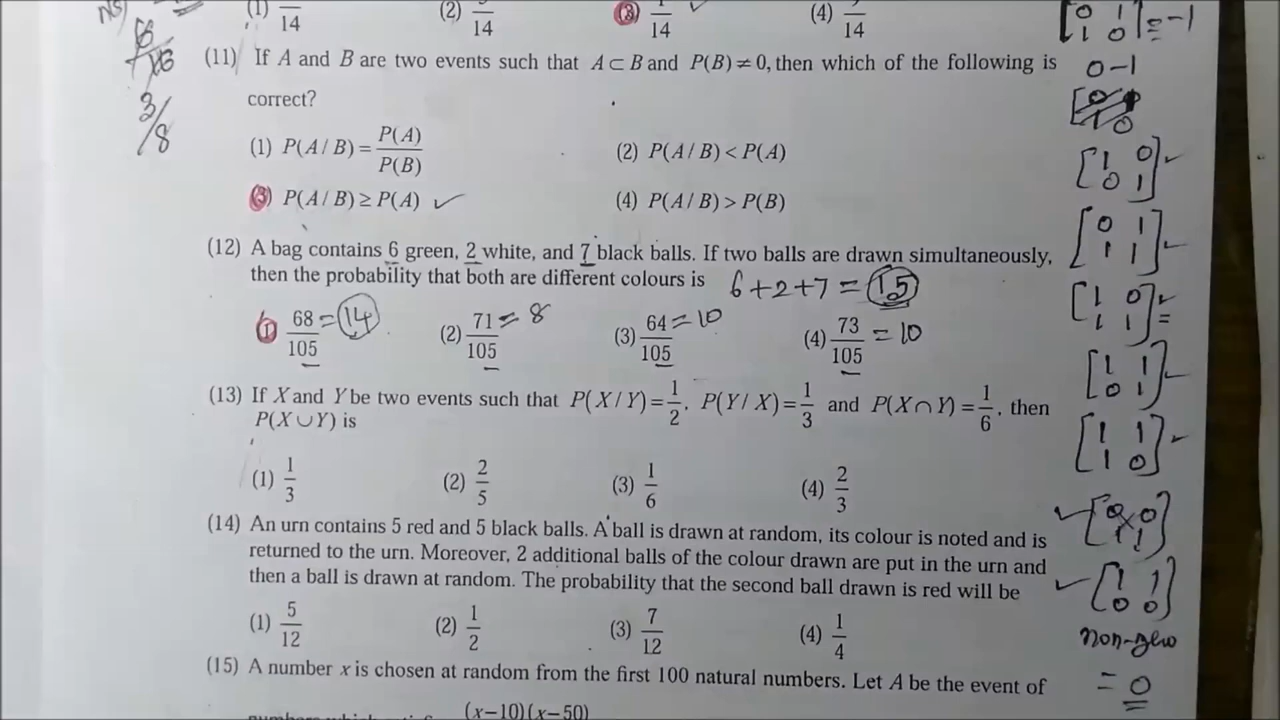 (1) 14 (2) 14 (3) 14 ✓ (4) 14
[0 1
1 0] = -1
0-1
(11) If A and B are two events such that A ⊂ B and P(B) ≠ 0, then which of the following is
correct?
(1) P(A / B) = P(A)/P(B) (2) P(A / B) < P(A)
(3) P(A / B) ≥ P(A) ✓ (4) P(A / B) > P(B)
3/8
(12) A bag contains 6 green, 2 white, and 7 black balls. If two balls are drawn simultaneously,
then the probability that both are different colours is 6+2+7 = 15
(1) 68/105 = 14 (2) 71/105 = 8 (3) 64/105 = 10 (4) 73/105 = 10
(13) If X and Y be two events such that P(X / Y) = 1/2, P(Y / X) = 1/3 and P(X ∩ Y) = 1/6, then
P(X ∪ Y) is
(1) 1/3 (2) 2/5 (3) 1/6 (4) 2/3
(14) An urn contains 5 red and 5 black balls. A ball is drawn at random, its colour is noted and is
returned to the urn. Moreover, 2 additional balls of the colour drawn are put in the urn and
then a ball is drawn at random. The probability that the second ball drawn is red will be
(1) 5/12 (2) 1/2 (3) 7/12 (4) 1/4
(15) A number x is chosen at random from the first 100 natural numbers. Let A be the event of
(x−10)(x−50)
[1 0
0 1] ✓
[0 1
1 1] ✓
[1 0
1 1] ✓ =
[1 1
0 1] ✓
[1 1
1 0] ✓
✓ [1 1
0 0]
non-zero
= 0